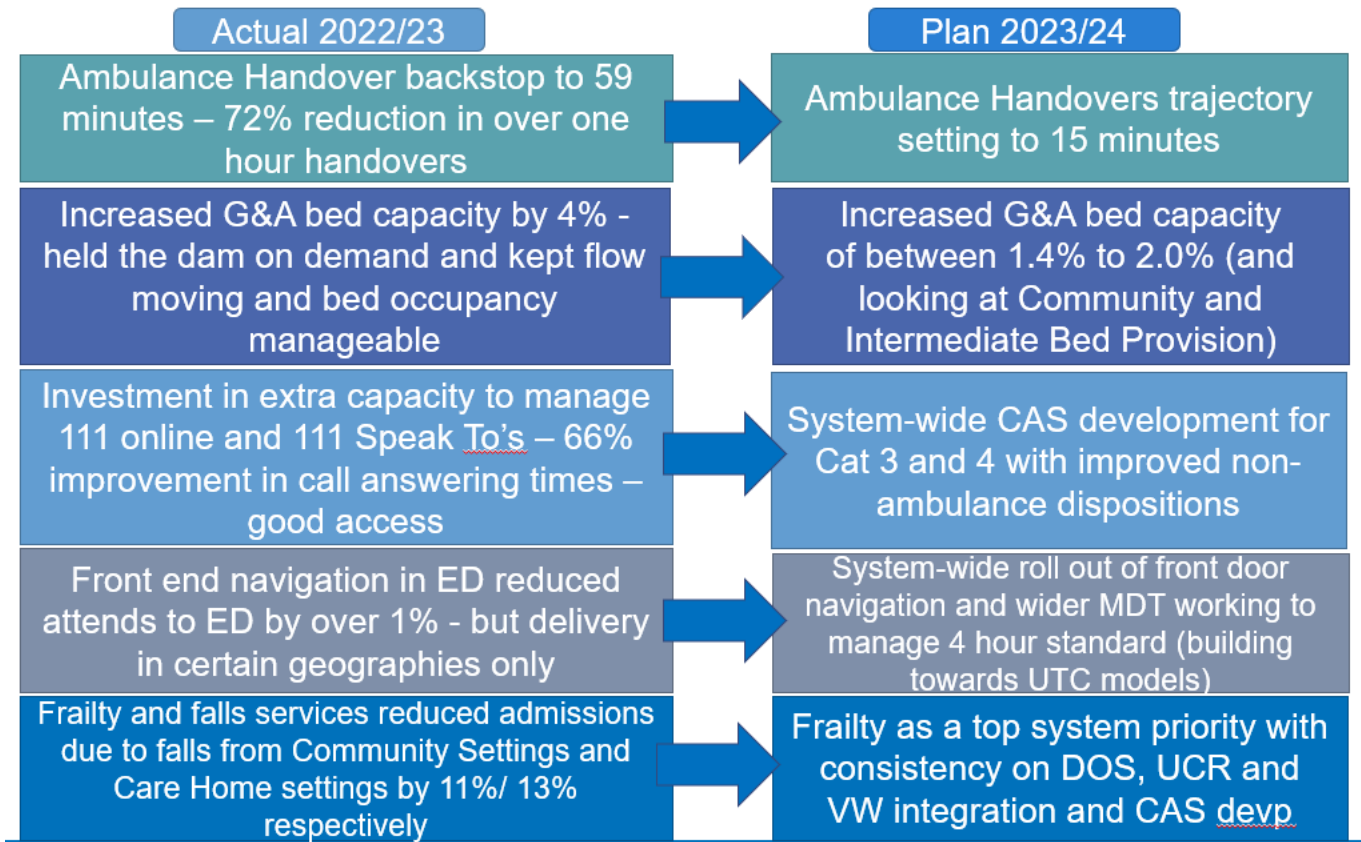 Actual 2022/23
Plan 2023/24
Ambulance Handover backstop to 59
minutes – 72% reduction in over one
hour handovers
Ambulance Handovers trajectory
setting to 15 minutes
Increased G&A bed capacity by 4% -
held the dam on demand and kept flow
moving and bed occupancy
manageable
Increased G&A bed capacity
of between 1.4% to 2.0% (and
looking at Community and
Intermediate Bed Provision)
Investment in extra capacity to manage
111 online and 111 Speak To’s – 66%
improvement in call answering times –
good access
System-wide CAS development for
Cat 3 and 4 with improved non-
ambulance dispositions
Front end navigation in ED reduced
attends to ED by over 1% - but delivery
in certain geographies only
System-wide roll out of front door
navigation and wider MDT working to
manage 4 hour standard (building
towards UTC models)
Frailty and falls services reduced admissions
due to falls from Community Settings and
Care Home settings by 11%/ 13%
respectively
Frailty as a top system priority with
consistency on DOS, UCR and
VW integration and CAS devp